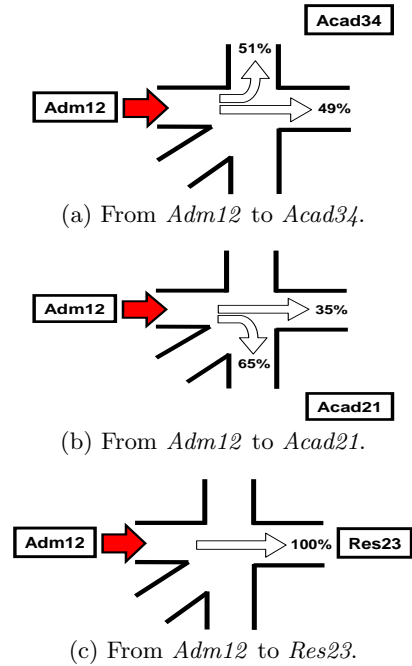 Acad34
51%
Adm12
49%
(a) From Adm12 to Acad34.
Adm12
35%
65%
Acad21
(b) From Adm12 to Acad21.
Adm12
100%
Res23
(c) From Adm12 to Res23.